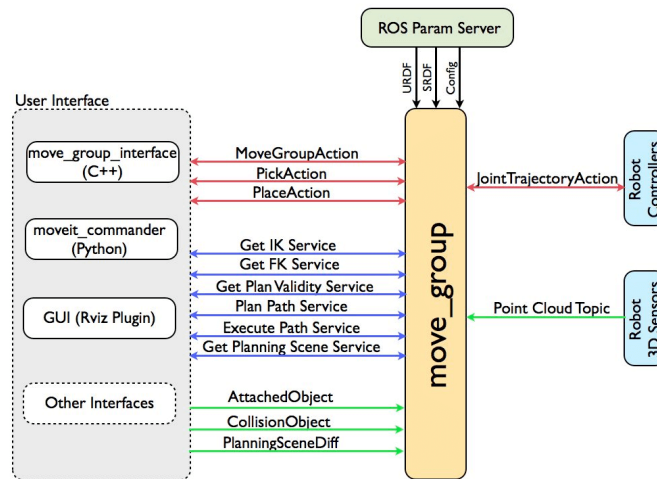 ROS Param Server
URDF
SRDF
Config
User Interface
move_group_interface
(C++)
moveit_commander
(Python)
GUI (Rviz Plugin)
Other Interfaces
MoveGroupAction
PickAction
PlaceAction
Get IK Service
Get FK Service
Get Plan Validity Service
Plan Path Service
Execute Path Service
Get Planning Scene Service
AttachedObject
CollisionObject
PlanningSceneDiff
move_group
JointTrajectoryAction
Point Cloud Topic
Robot
Controllers
Robot
3D Sensors